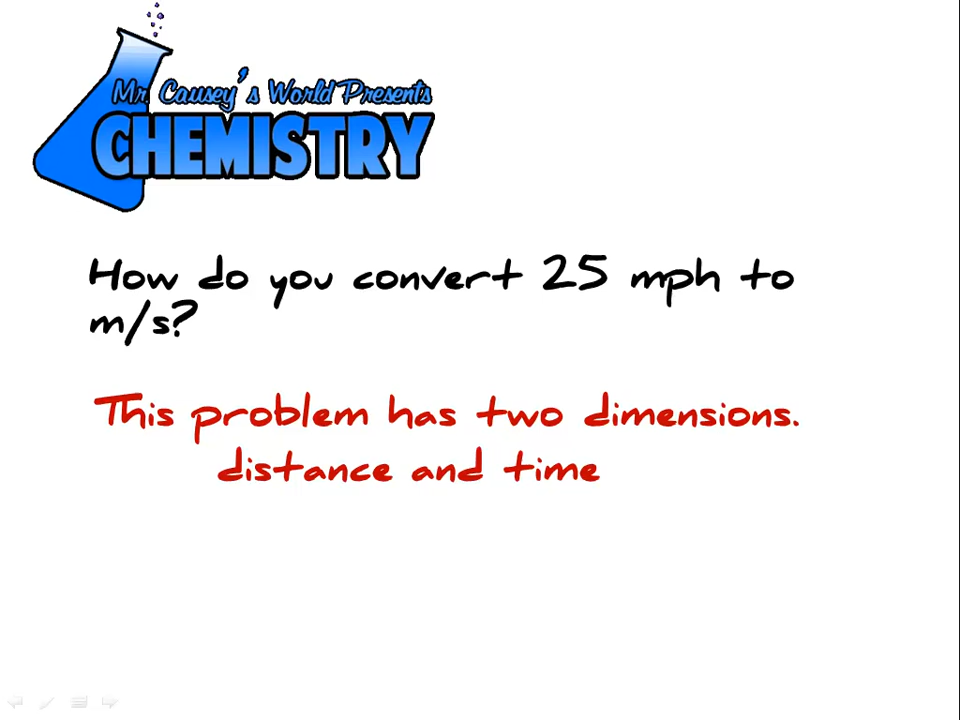 Mr. Causey's World Presents
CHEMISTRY
How do you convert 25 mph to
m/s?
This problem has two dimensions.
distance and time